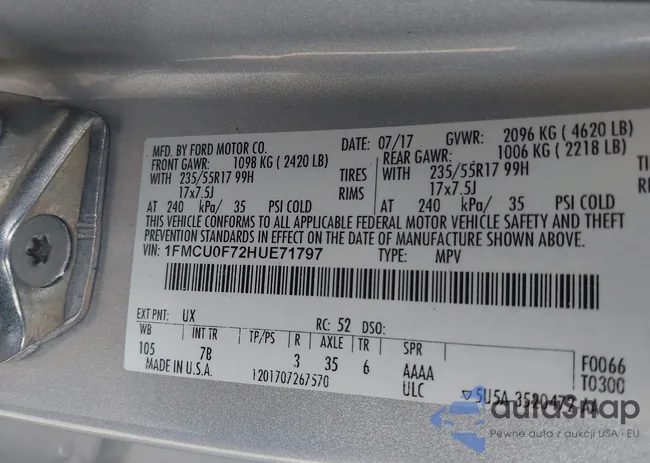 MFD. BY FORD MOTOR CO.
DATE: 07/17 GVWR: 2096 KG ( 4620 LB)
FRONT GAWR: 1098 KG ( 2420 LB) REAR GAWR: 1006 KG ( 2218 LB)
WITH 235/55R17 99H TIRES WITH 235/55R17 99H
17x7.5J RIMS 17x7.5J
AT 240 kPa/ 35 PSI COLD AT 240 kPa/ 35 PSI COLD
THIS VEHICLE CONFORMS TO ALL APPLICABLE FEDERAL MOTOR VEHICLE SAFETY AND THEFT
PREVENTION STANDARDS IN EFFECT ON THE DATE OF MANUFACTURE SHOWN ABOVE.
VIN: 1FMCU0F72HUE71797 TYPE: MPV
EXT PNT: UX RC: 52 DSO:
WB INT TR TP/PS R AXLE TR SPR
105 7B 3 35 6 AAAA F0066
MADE IN U.S.A. 1201707267570 ULC T0300
▽5U5A 3520472 AA
autosnap
Pewne auta z aukcji USA i EU